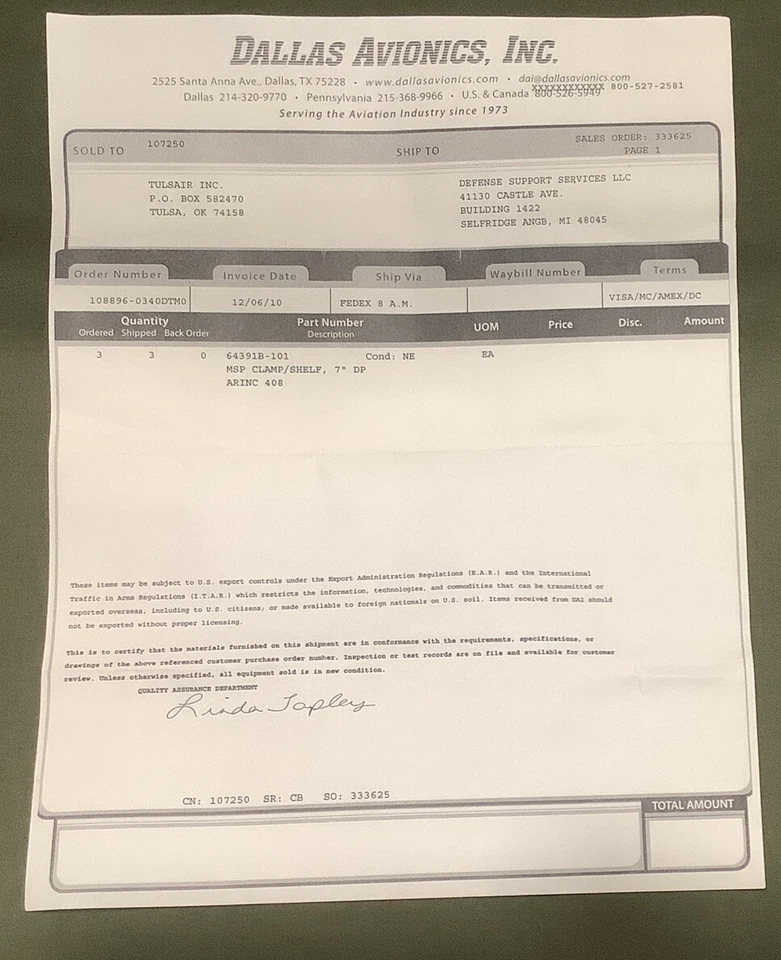 DALLAS AVIONICS, INC.
2525 Santa Anna Ave., Dallas, TX 75228 • www.dallasavionics.com • dai@dallasavionics.com
Dallas 214-320-9770 • Pennsylvania 215-368-9966 • U.S. & Canada 800-526-5949 XXXXXXXXXXXX 800-527-2581
Serving the Aviation Industry since 1973
SOLD TO 107250 SHIP TO SALES ORDER: 333625
PAGE 1
TULSAIR INC.
P.O. BOX 582470
TULSA, OK 74158
DEFENSE SUPPORT SERVICES LLC
41130 CASTLE AVE.
BUILDING 1422
SELFRIDGE ANGB, MI 48045
Order Number Invoice Date Ship Via Waybill Number Terms
108896-0340DTM0 12/06/10 FEDEX 8 A.M. VISA/MC/AMEX/DC
Quantity Part Number UOM Price Disc. Amount
Ordered Shipped Back Order Description
3 3 0 64391B-101 Cond: NE EA
MSP CLAMP/SHELF, 7" DP
ARINC 408
These items may be subject to U.S. export controls under the Export Administration Regulations (E.A.R.) and the International
Traffic in Arms Regulations (I.T.A.R.) which restricts the information, technologies, and commodities that can be transmitted or
exported overseas, including to U.S. citizens; or made available to foreign nationals on U.S. soil. Items received from DAI should
not be exported without proper licensing.
This is to certify that the materials furnished on this shipment are in conformance with the requirements, specifications, or
drawings of the above referenced customer purchase order number. Inspection or test records are on file and available for customer
review. Unless otherwise specified, all equipment sold is in new condition.
QUALITY ASSURANCE DEPARTMENT
Linda Tapley
CN: 107250 SR: CB SO: 333625
TOTAL AMOUNT